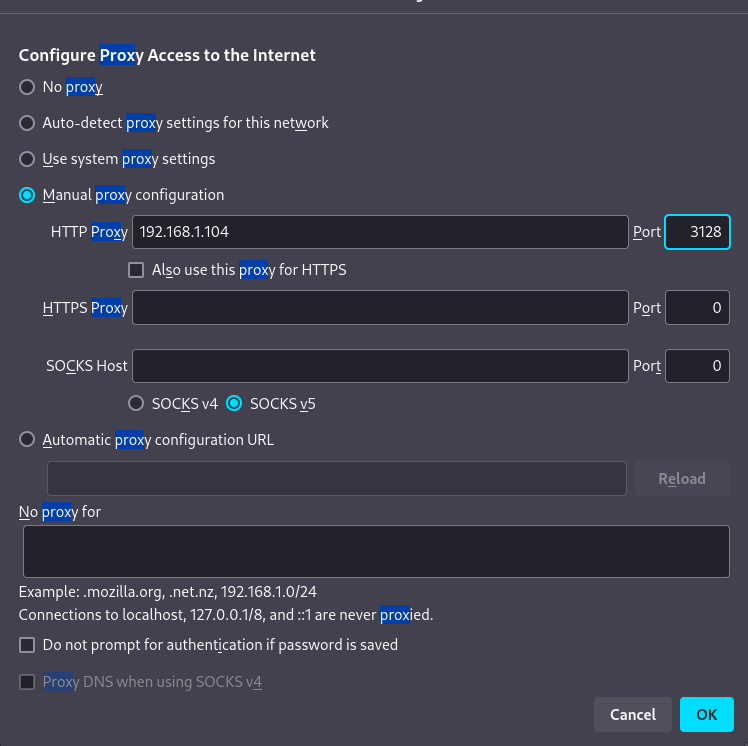 Configure Proxy Access to the Internet
No proxy
Auto-detect proxy settings for this network
Use system proxy settings
Manual proxy configuration
HTTP Proxy 192.168.1.104 Port 3128
Also use this proxy for HTTPS
HTTPS Proxy Port 0
SOCKS Host Port 0
SOCKS v4 SOCKS v5
Automatic proxy configuration URL
Reload
No proxy for
Example: .mozilla.org, .net.nz, 192.168.1.0/24
Connections to localhost, 127.0.0.1/8, and ::1 are never proxied.
Do not prompt for authentication if password is saved
Proxy DNS when using SOCKS v4
Cancel OK